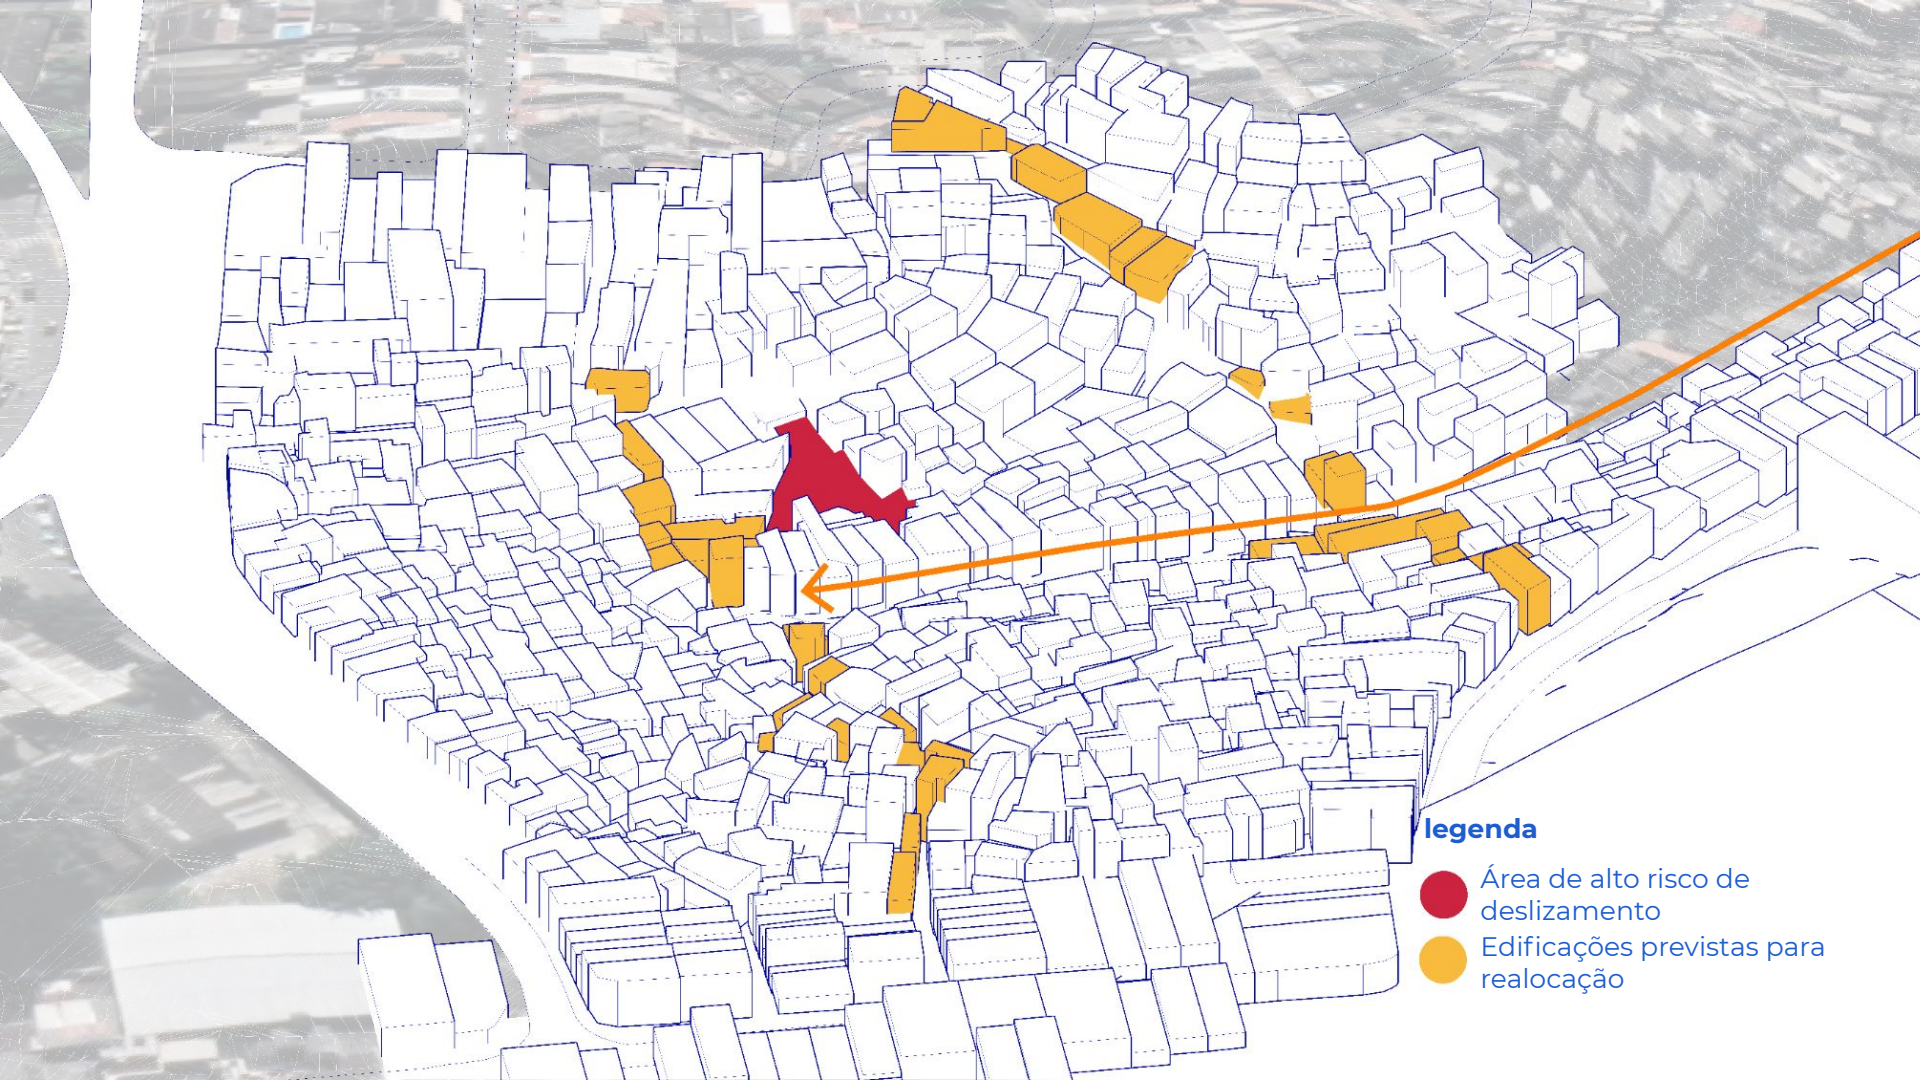 legenda
Área de alto risco de
deslizamento
Edificações previstas para
realocação